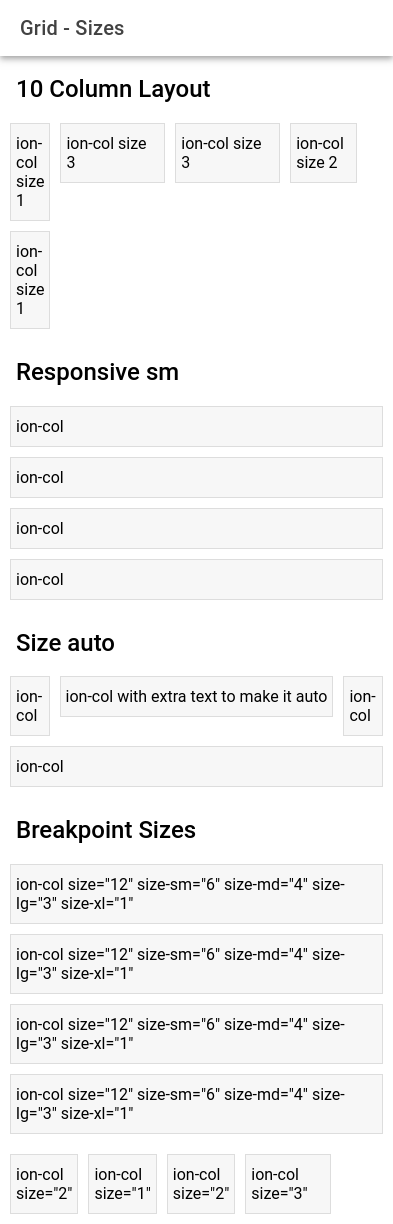 Grid - Sizes
10 Column Layout
ion-
col
size
1
ion-col size
3
ion-col size
3
ion-col
size 2
ion-
col
size
1
Responsive sm
ion-col
ion-col
ion-col
ion-col
Size auto
ion-
col
ion-col with extra text to make it auto
ion-
col
ion-col
Breakpoint Sizes
ion-col size="12" size-sm="6" size-md="4" size-
lg="3" size-xl="1"
ion-col size="12" size-sm="6" size-md="4" size-
lg="3" size-xl="1"
ion-col size="12" size-sm="6" size-md="4" size-
lg="3" size-xl="1"
ion-col size="12" size-sm="6" size-md="4" size-
lg="3" size-xl="1"
ion-col
size="2"
ion-col
size="1"
ion-col
size="2"
ion-col
size="3"